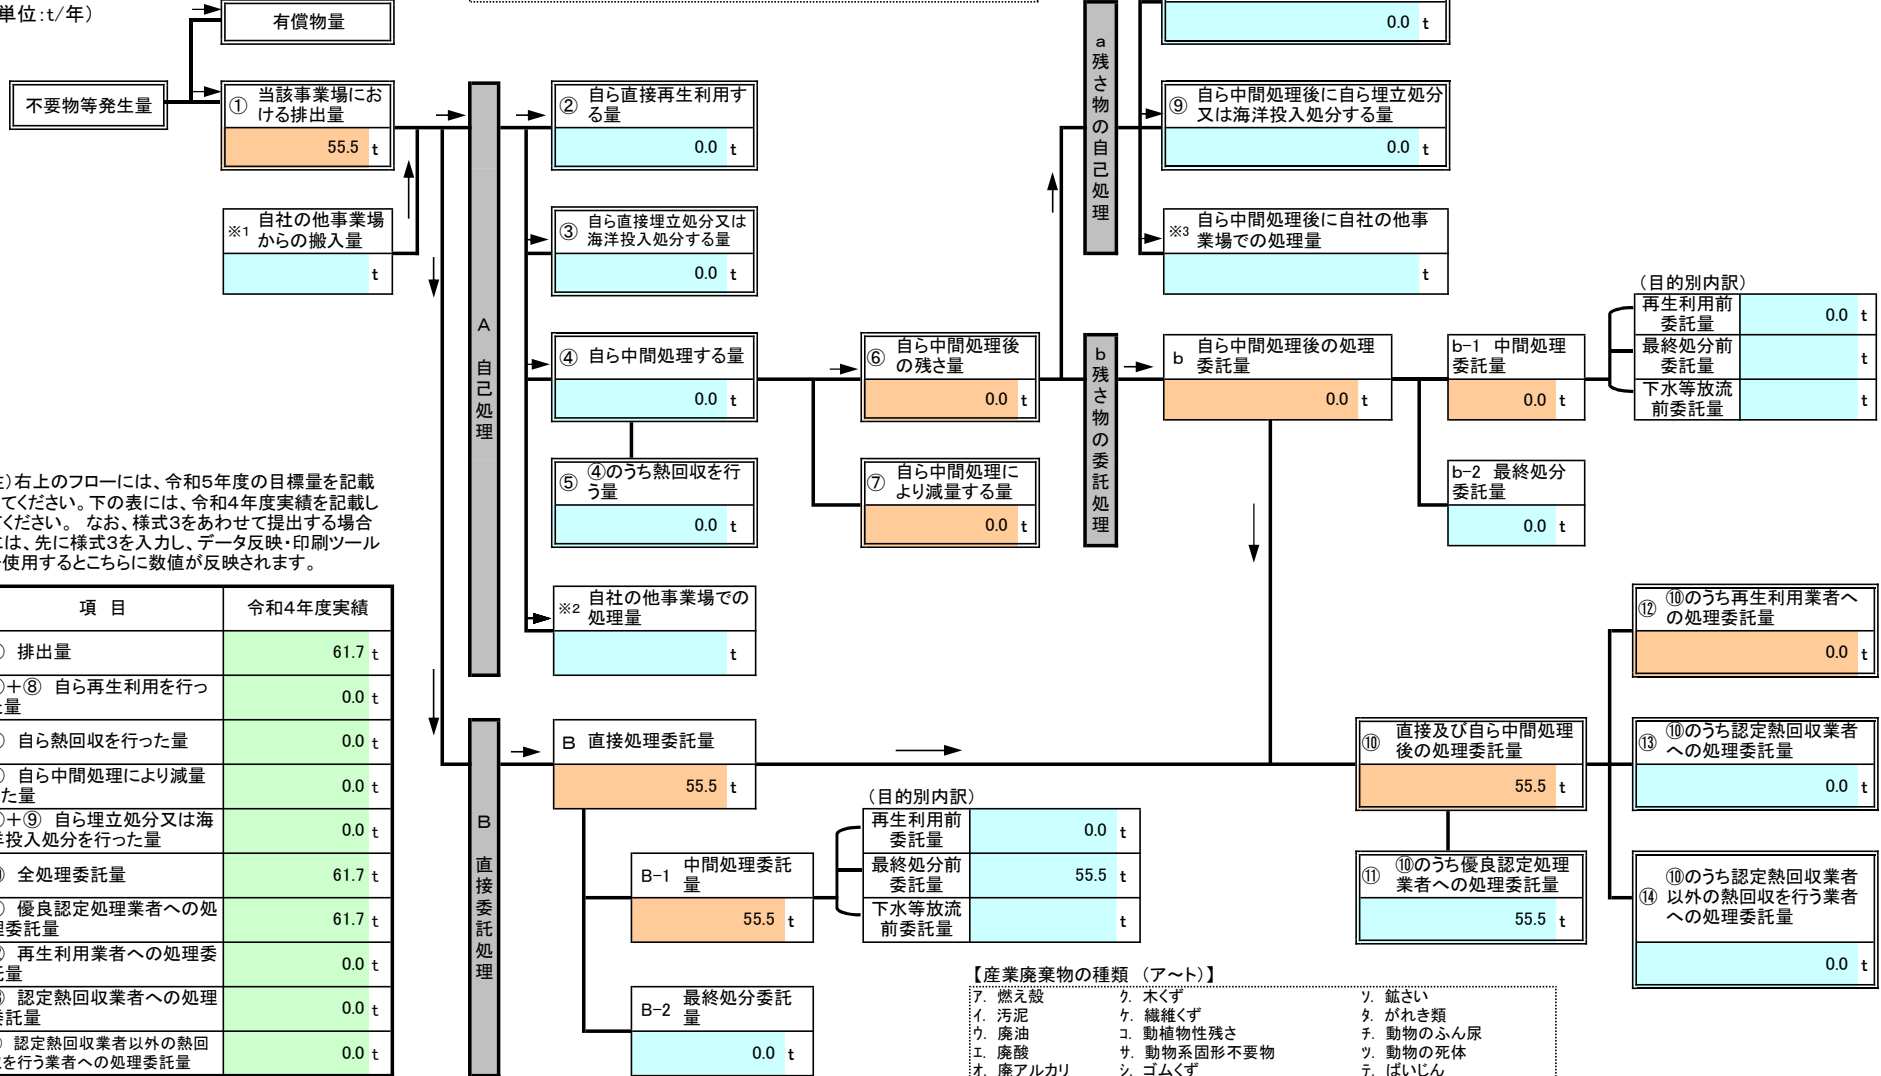 単位:t/年)
有償物量
不要物等発生量
① 当該事業場にお
ける排出量
55.5 t
※1 自社の他事業場
からの搬入量
t
A 自己処理
② 自ら直接再生利用す
る量
0.0 t
③ 自ら直接埋立処分又は
海洋投入処分する量
0.0 t
④ 自ら中間処理する量
0.0 t
⑤ ④のうち熱回収を行
う量
0.0 t
※2 自社の他事業場での
処理量
t
⑥ 自ら中間処理後
の残さ量
0.0 t
⑦ 自ら中間処理に
より減量する量
0.0 t
a残さ物の自己処理
0.0 t
⑨ 自ら中間処理後に自ら埋立処分
又は海洋投入処分する量
0.0 t
※3 自ら中間処理後に自社の他事
業場での処理量
t
b残さ物の委託処理
b 自ら中間処理後の処理
委託量
0.0 t
b-1 中間処理
委託量
0.0 t
b-2 最終処分
委託量
0.0 t
(目的別内訳)
再生利用前
委託量
0.0 t
最終処分前
委託量
t
下水等放流
前委託量
t
)右上のフローには、令和5年度の目標量を記載
てください。下の表には、令和4年度実績を記載し
ください。 なお、様式3をあわせて提出する場合
は、先に様式3を入力し、データ反映・印刷ツール
使用するとこちらに数値が反映されます。
項 目 令和4年度実績
) 排出量 61.7 t
)+⑧ 自ら再生利用を行っ
量
0.0 t
) 自ら熱回収を行った量 0.0 t
) 自ら中間処理により減量
た量
0.0 t
)+⑨ 自ら埋立処分又は海
投入処分を行った量
0.0 t
) 全処理委託量 61.7 t
) 優良認定処理業者への処
委託量
61.7 t
) 再生利用業者への処理委
量
0.0 t
) 認定熱回収業者への処理
託量
0.0 t
) 認定熱回収業者以外の熱回
を行う業者への処理委託量
0.0 t
B 直接委託処理
B 直接処理委託量
55.5 t
B-1 中間処理委託
量
55.5 t
B-2 最終処分委託
量
0.0 t
(目的別内訳)
再生利用前
委託量
0.0 t
最終処分前
委託量
55.5 t
下水等放流
前委託量
t
⑩ 直接及び自ら中間処理
後の処理委託量
55.5 t
⑪ ⑩のうち優良認定処理
業者への処理委託量
55.5 t
⑫ ⑩のうち再生利用業者へ
の処理委託量
0.0 t
⑬ ⑩のうち認定熱回収業者
への処理委託量
0.0 t
⑭ ⑩のうち認定熱回収業者
以外の熱回収を行う業者
への処理委託量
0.0 t
【産業廃棄物の種類 (ア~ト)】
ア. 燃え殻 ク. 木くず ソ. 鉱さい
イ. 汚泥 ケ. 繊維くず タ. がれき類
ウ. 廃油 コ. 動植物性残さ チ. 動物のふん尿
エ. 廃酸 サ. 動物系固形不要物 ツ. 動物の死体
オ. 廃アルカリ シ. ゴムくず テ. ばいじん